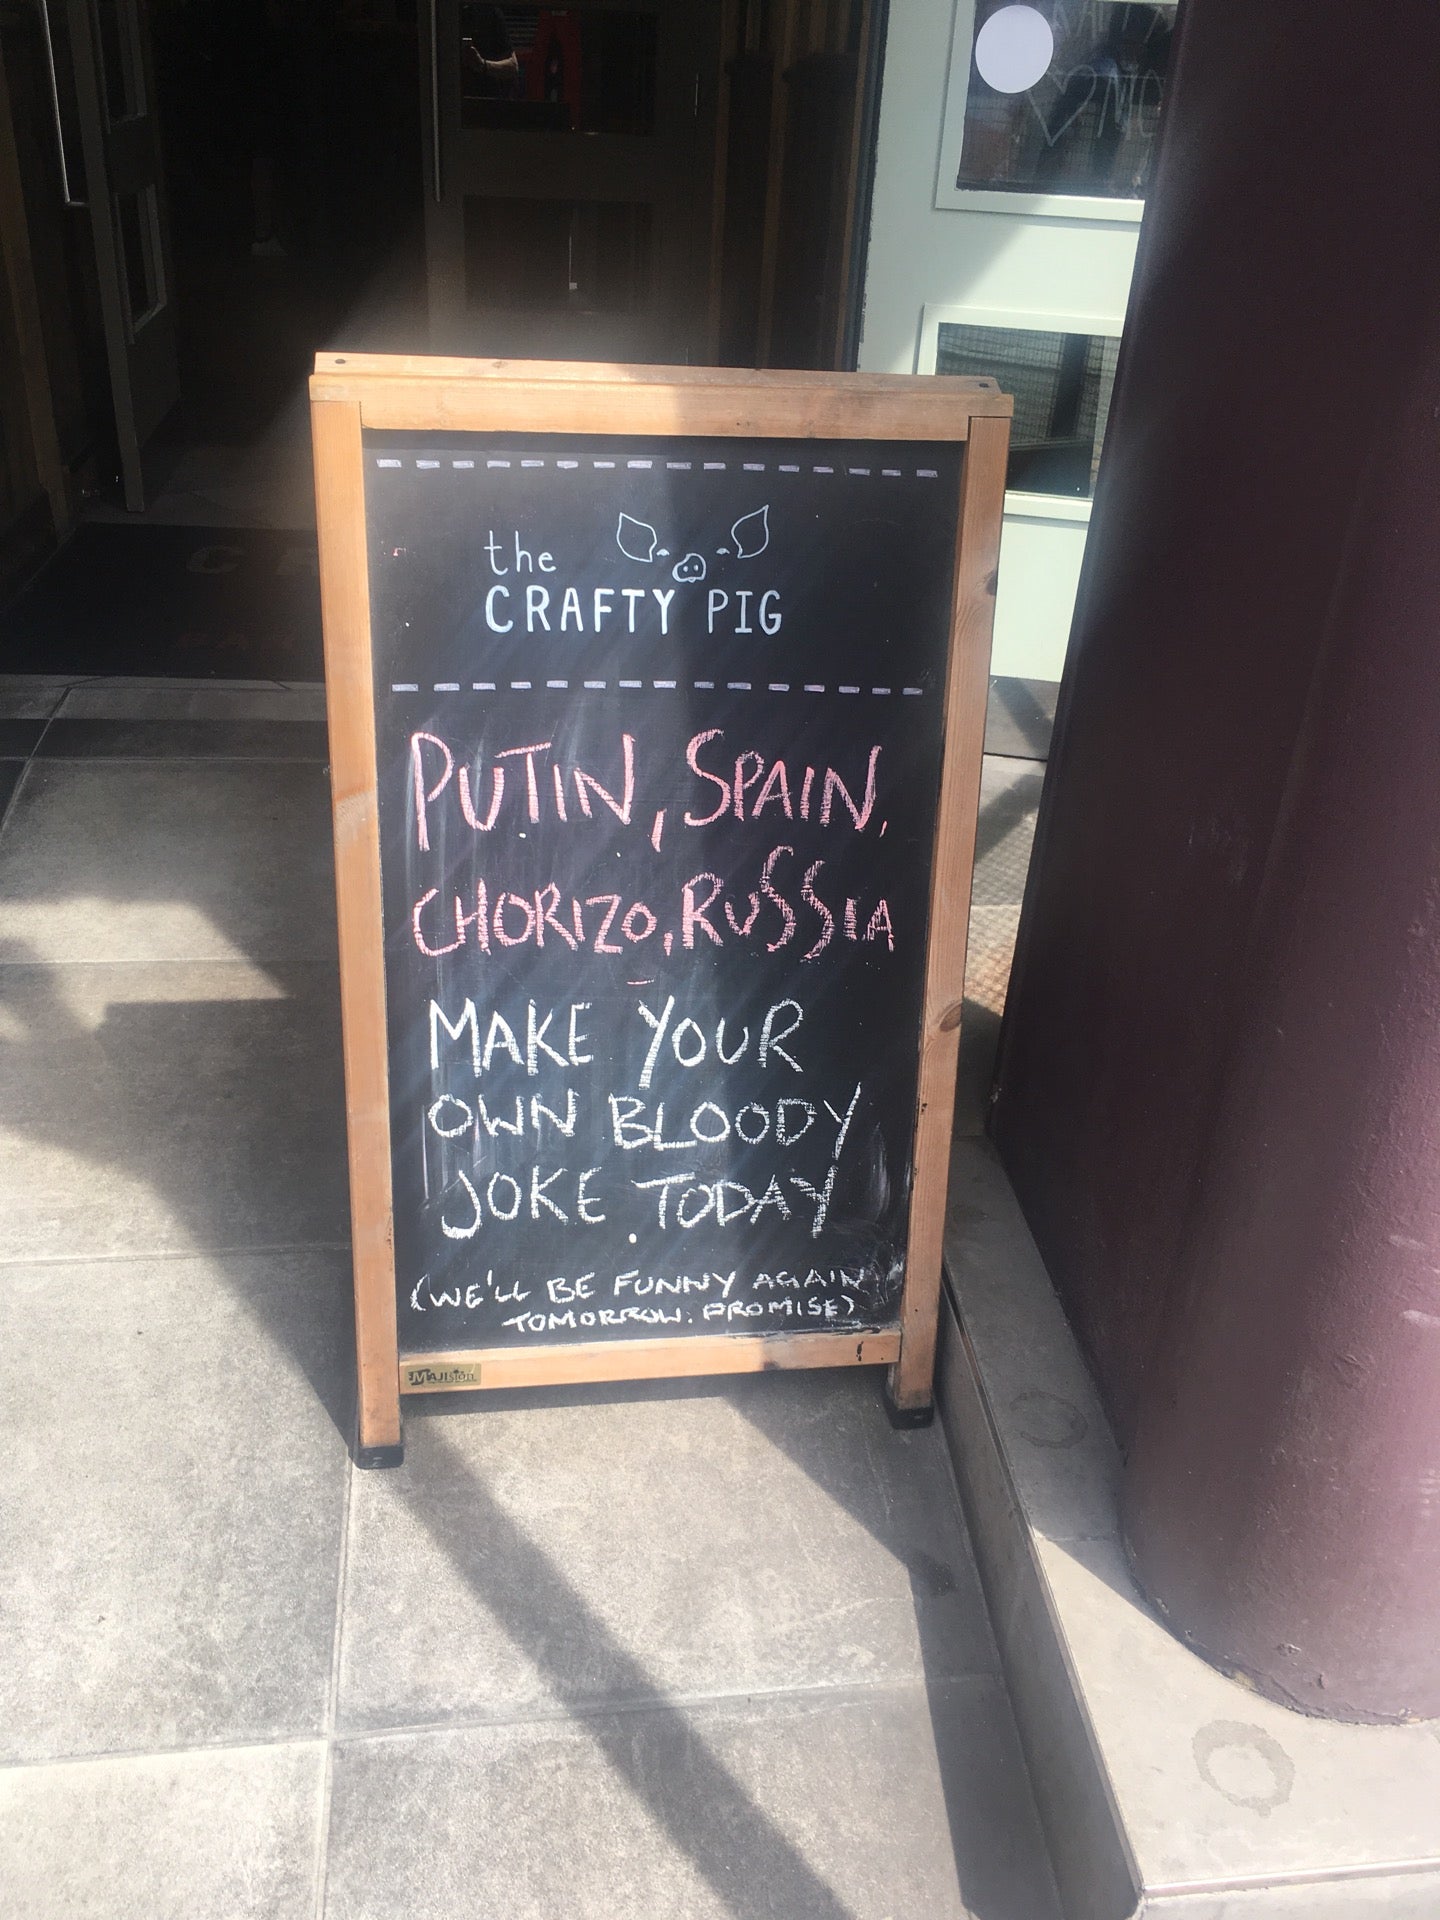 the
CRAFTY PIG
PUTIN, SPAIN,
CHORIZO, RUSSIA
MAKE YOUR
OWN BLOODY
JOKE TODAY
(WE'LL BE FUNNY AGAIN
TOMORROW. PROMISE)
MAJISIGN